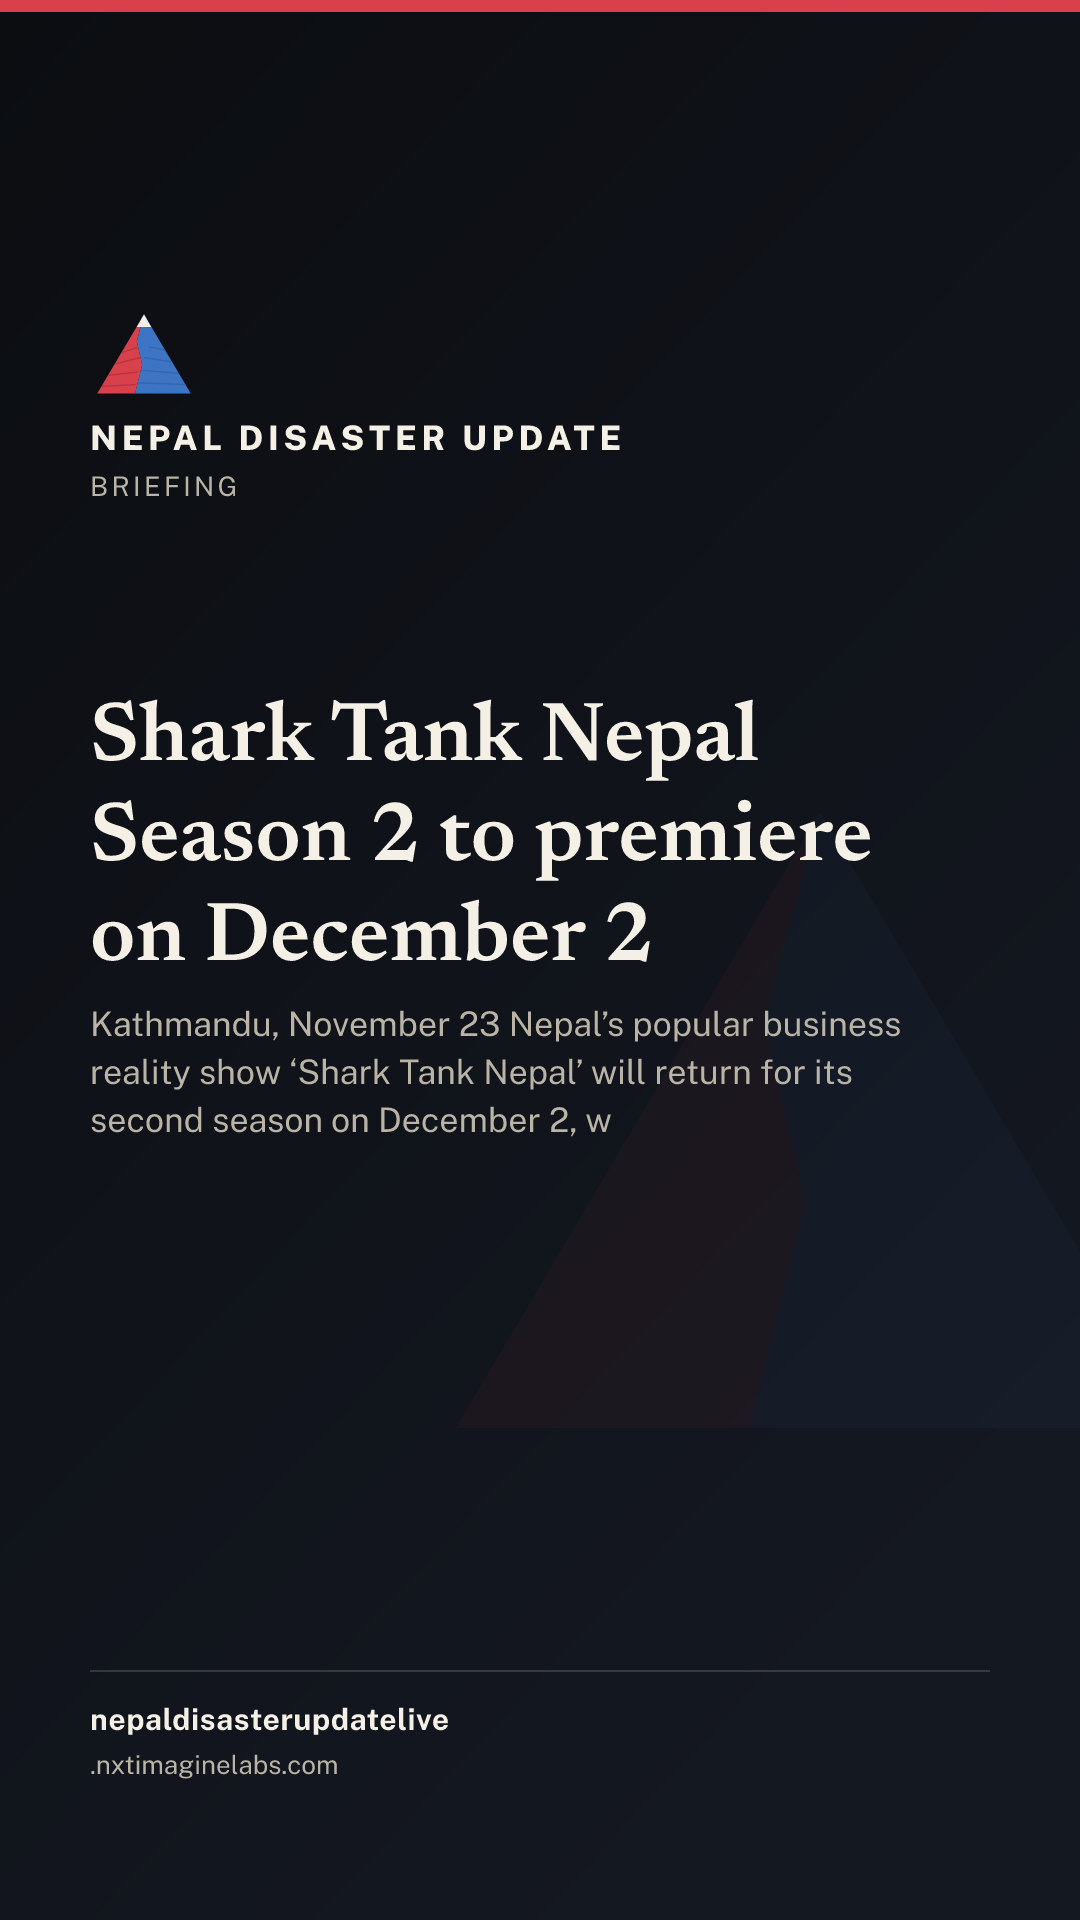 NEPAL DISASTER UPDATE
BRIEFING
Shark Tank Nepal
Season 2 to premiere
on December 2
Kathmandu, November 23 Nepal’s popular business
reality show ‘Shark Tank Nepal’ will return for its
second season on December 2, w
nepaldisasterupdatelive
.nxtimaginelabs.com